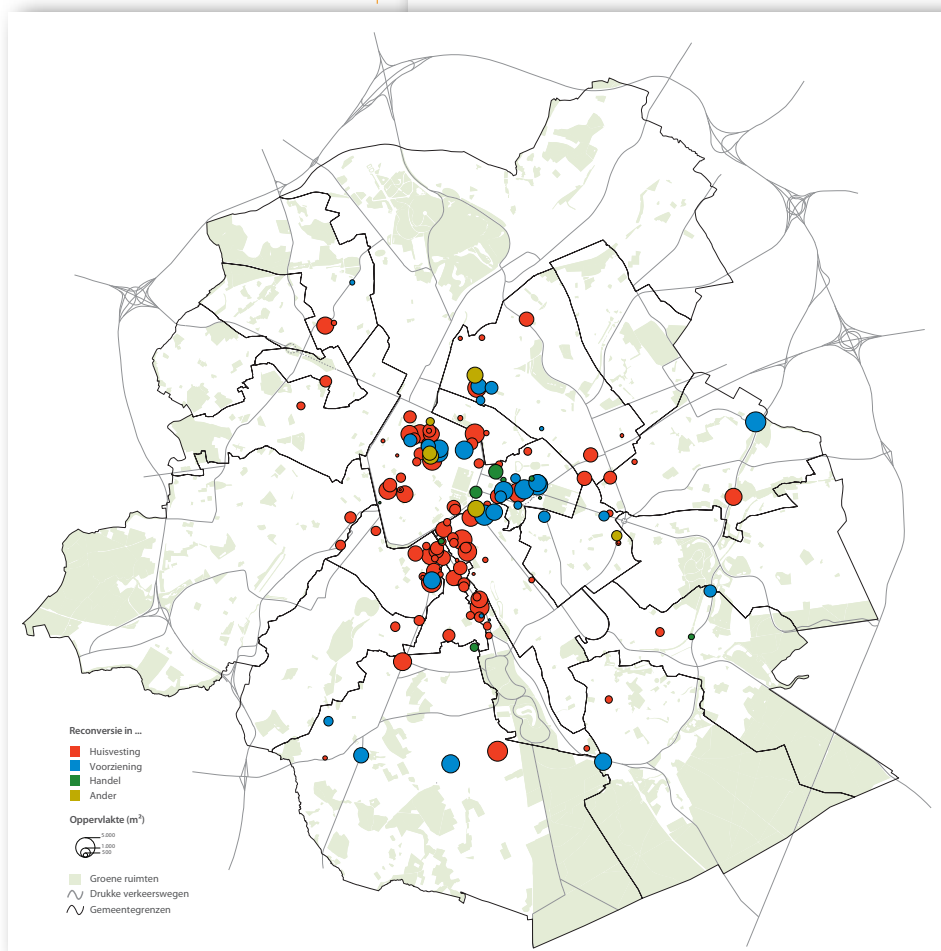 Reconversie in ...
Huisvesting
Voorziening
Handel
Ander
Oppervlakte (m²)
5.000
1.000
500
Groene ruimten
Drukke verkeerswegen
Gemeentegrenzen